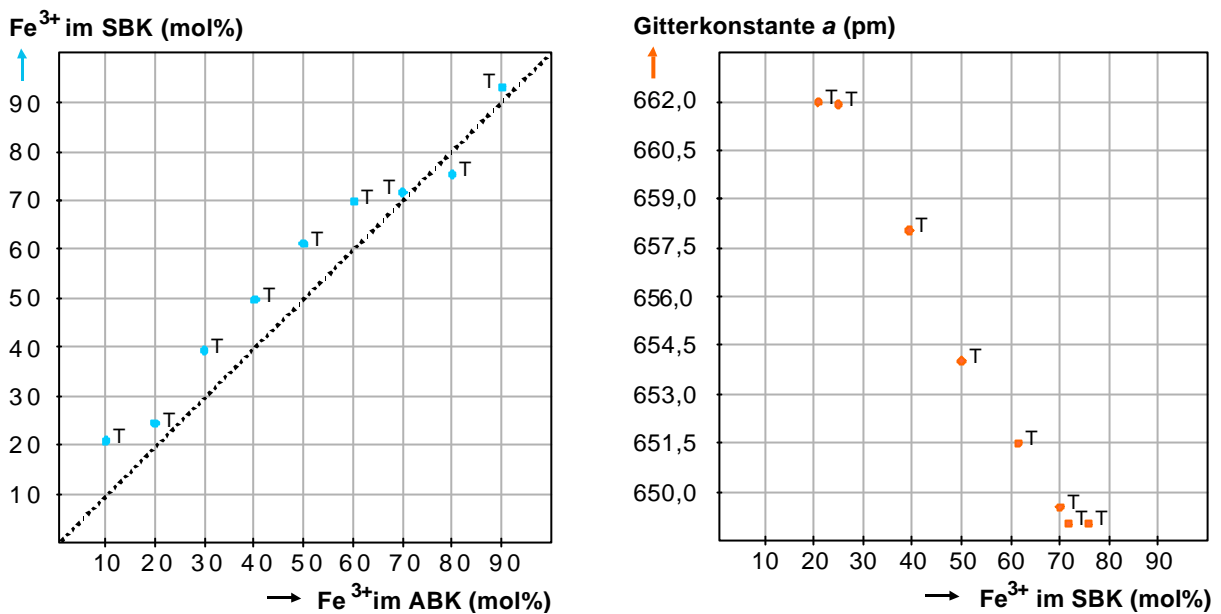 Fe3+ im SBK (mol%)
90
80
70
60
50
40
30
20
10
T
T
T
T
T
T
T
T
T
10 20 30 40 50 60 70 80 90
→ Fe3+ im ABK (mol%)
Gitterkonstante a (pm)
662,0
660,5
659,0
657,5
656,0
654,5
653,0
651,5
650,0
T T
T
T
T
T
T T
10 20 30 40 50 60 70 80 90
→ Fe3+ im SBK (mol%)